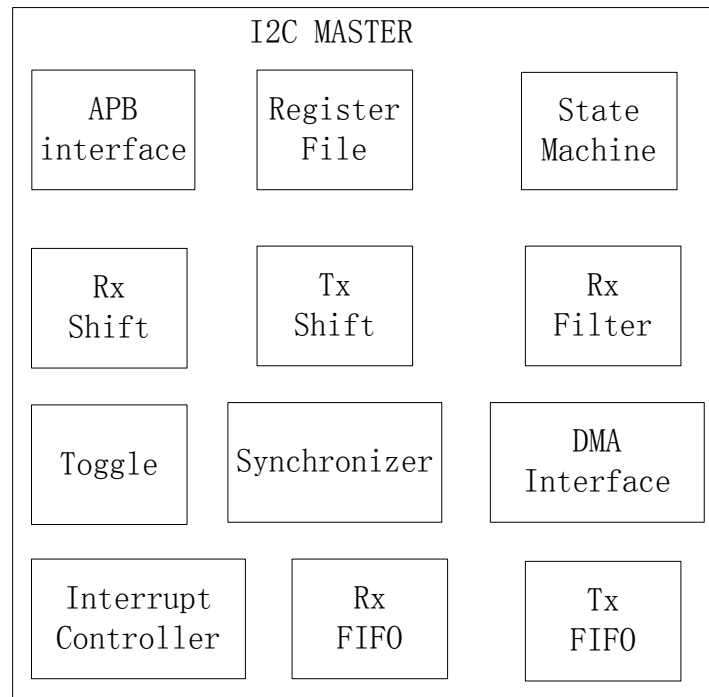 I2C MASTER
APB
interface
Register
File
State
Machine
Rx
Shift
Tx
Shift
Rx
Filter
Toggle
Synchronizer
DMA
Interface
Interrupt
Controller
Rx
FIFO
Tx
FIFO